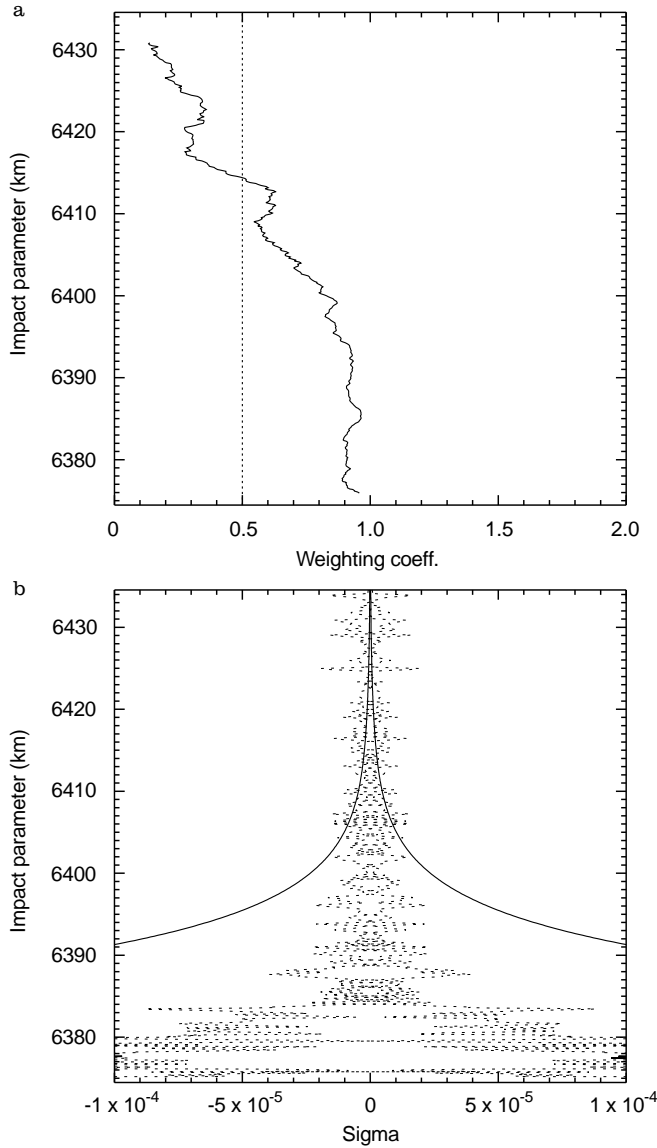 a
6430
6420
6410
6400
6390
6380
Impact parameter (km)
0 0.5 1.0 1.5 2.0
Weighting coeff.
b
6430
6420
6410
6400
6390
6380
Impact parameter (km)
-1 x 10⁻⁴ -5 x 10⁻⁵ 0 5 x 10⁻⁵ 1 x 10⁻⁴
Sigma